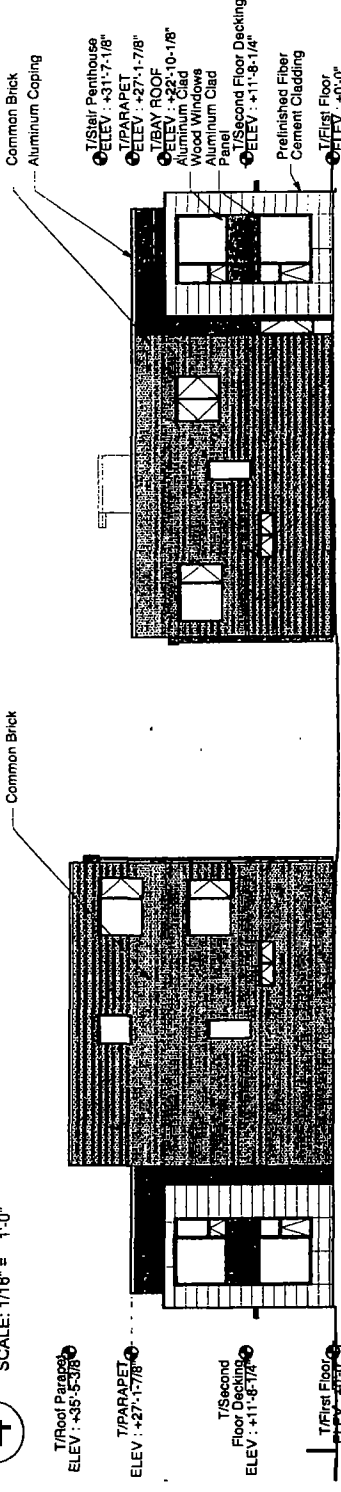 SCALE: 1/16" = 1'-0"
T/Roof Parapet
ELEV : +35'-5-3/8"
T/PARAPET
ELEV : +27'-1-7/8"
T/Second
Floor Decking
ELEV : +11'-8-1/4"
T/First Floor
Common Brick
Common Brick
Aluminum Coping
T/Stair Penthouse
ELEV : +31'-7-1/8"
T/PARAPET
ELEV : +27'-1-7/8"
T/BAY ROOF
ELEV : +22'-10-1/8"
Aluminum Clad
Wood Windows
Aluminum Clad
Panel
T/Second Floor Decking
ELEV : +11'-8-1/4"
Prefinished Fiber
Cement Cladding
T/First Floor
ELEV : +0'-0"